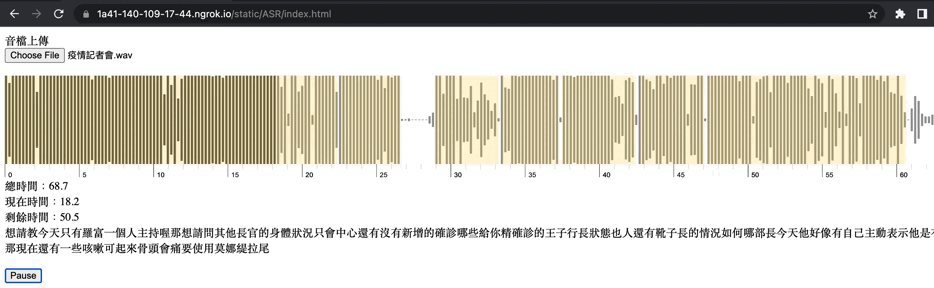 1a41-140-109-17-44.ngrok.io/static/ASR/index.html
音檔上傳
Choose File 疫情記者會.wav
0 5 10 15 20 25 30 35 40 45 50 55 60
總時間：68.7
現在時間：18.2
剩餘時間：50.5
想請教今天只有羅富一個人主持喔那想請問其他長官的身體狀況只會中心還有沒有新增的確診哪些給你精確診的王子行長狀態也人還有靴子長的情況如何哪部長今天他好像有自己主動表示他是有
那現在還有一些咳嗽可起來骨頭會痛要使用莫娜緹拉尾
Pause